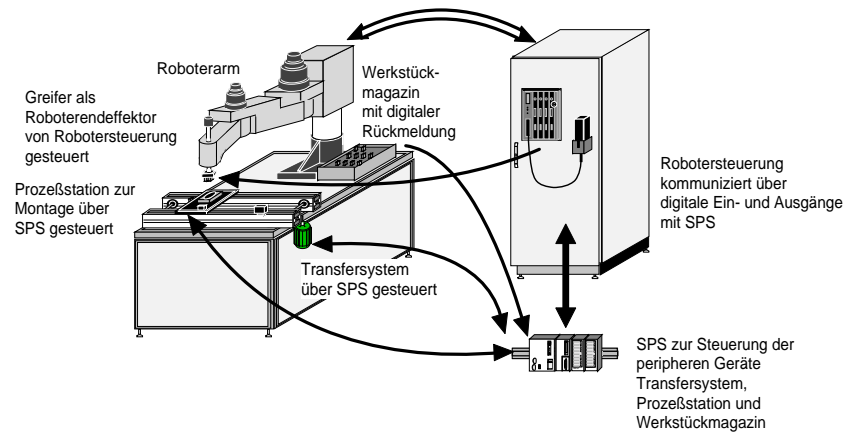 Roboterarm
Werkstück-
magazin
mit digitaler
Rückmeldung
Greifer als
Roboterendeffektor
von Robotersteuerung
gesteuert
Prozeßstation zur
Montage über
SPS gesteuert
Transfersystem
über SPS gesteuert
Robotersteuerung
kommuniziert über
digitale Ein- und Ausgänge
mit SPS
SPS zur Steuerung der
peripheren Geräte
Transfersystem,
Prozeßstation und
Werkstückmagazin